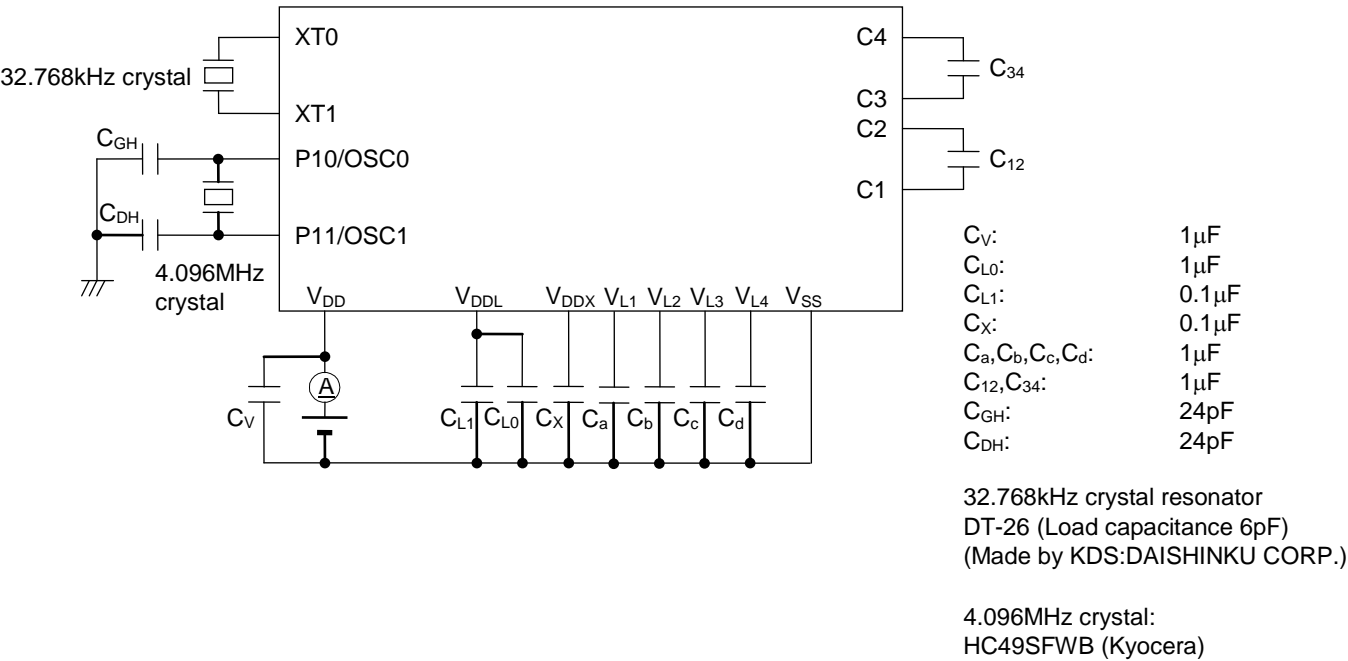 XT0
C4
32.768kHz crystal
C34
XT1
C3
C2
CGH
P10/OSC0
C12
C1
CDH
P11/OSC1
4.096MHz
crystal
VDD VDDL VDDX VL1 VL2 VL3 VL4 VSS
A
CV CL1 CL0 CX Ca Cb Cc Cd
CV: 1μF
CL0: 1μF
CL1: 0.1μF
CX: 0.1μF
Ca,Cb,Cc,Cd: 1μF
C12,C34: 1μF
CGH: 24pF
CDH: 24pF
32.768kHz crystal resonator
DT-26 (Load capacitance 6pF)
(Made by KDS:DAISHINKU CORP.)
4.096MHz crystal:
HC49SFWB (Kyocera)